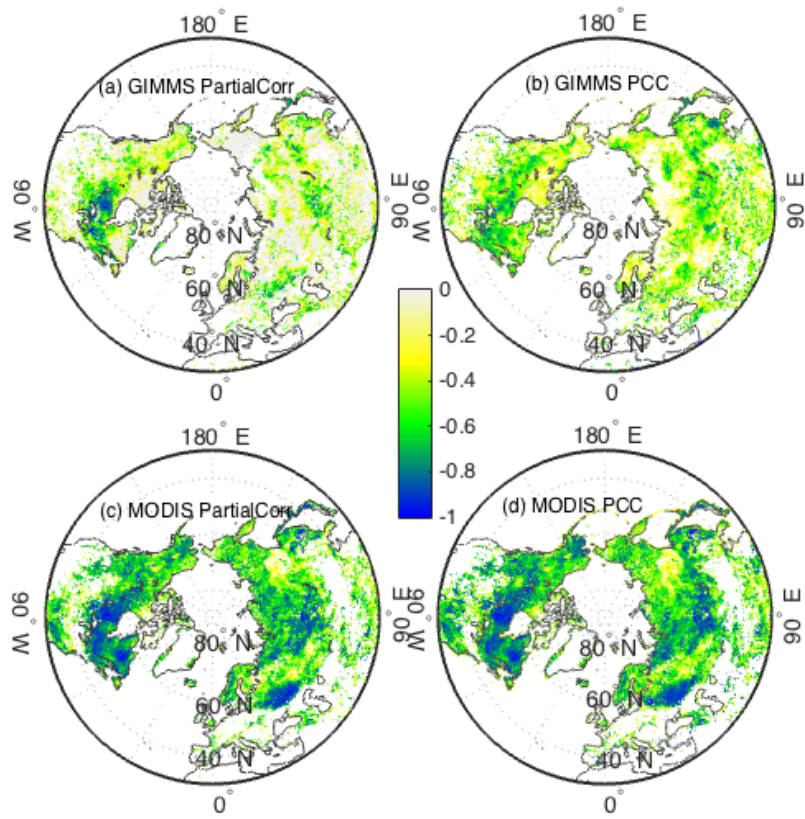 180° E
180° E
(a) GIMMS PartialCorr
(b) GIMMS PCC
90° W
90° E
90° W
90° E
80° N
80° N
60° N
60° N
40° N
40° N
0°
0°
0
-0.2
-0.4
-0.6
-0.8
-1
180° E
180° E
(c) MODIS PartialCorr
(d) MODIS PCC
90° W
90° E
90° W
90° E
80° N
80° N
60° N
60° N
40° N
40° N
0°
0°